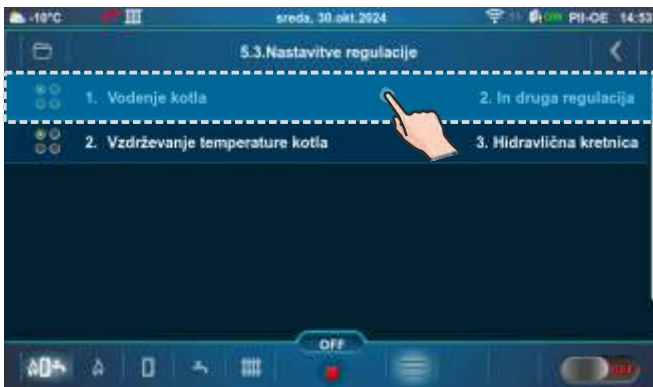 -10°C sreda, 30.okt.2024 PII-OE 14:53
5.3.Nastavitve regulacije
1. Vodenje kotla 2. In druga regulacija
2. Vzdrževanje temperature kotla 3. Hidravlična kretnica
OFF
OFF